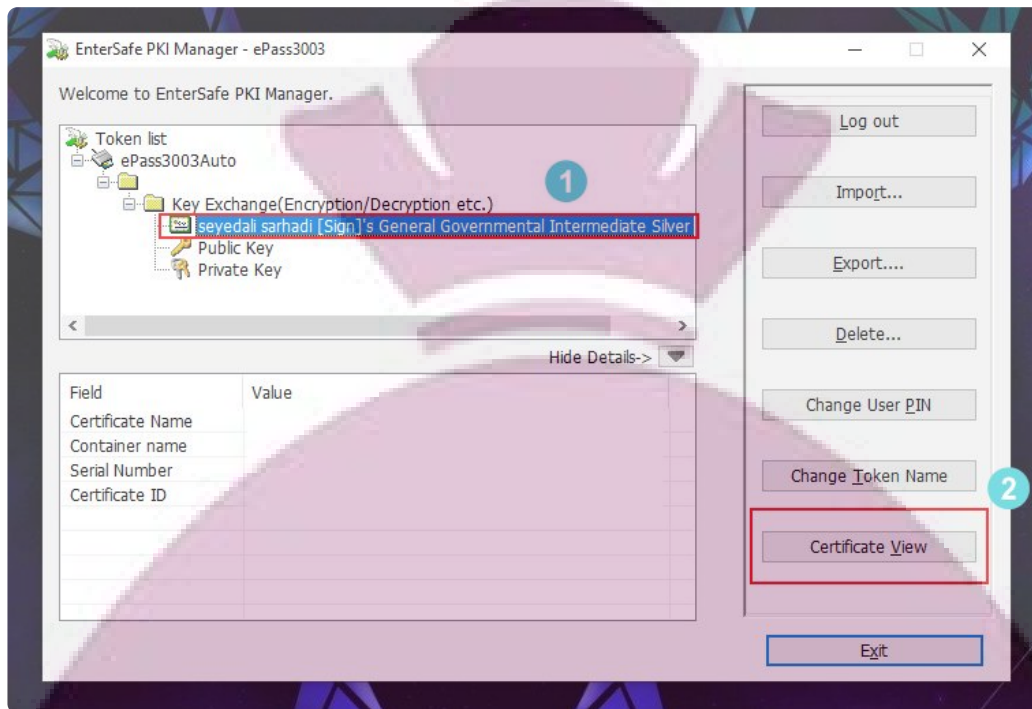 EnterSafe PKI Manager - ePass3003
Welcome to EnterSafe PKI Manager.
Token list
ePass3003Auto
1
Key Exchange(Encryption/Decryption etc.)
seyedali sarhadi [Sign]'s General Governmental Intermediate Silver
Public Key
Private Key
Hide Details->
Field Value
Certificate Name
Container name
Serial Number
Certificate ID
Log out
Import...
Export....
Delete...
Change User PIN
Change Token Name
2
Certificate View
Exit